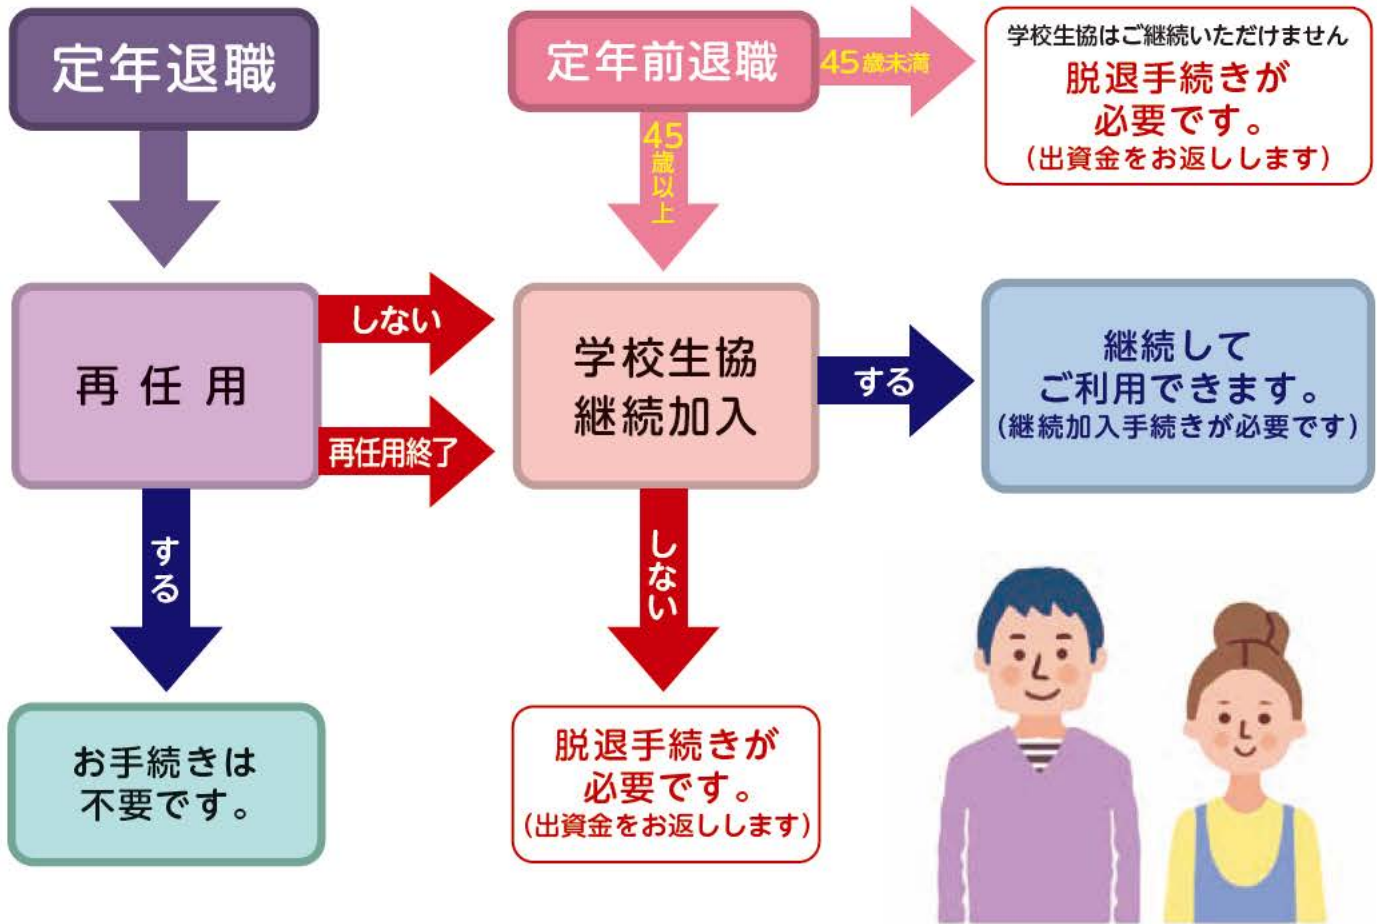 定年退職
定年前退職
45歳未満
学校生協はご継続いただけません
脱退手続きが
必要です。
(出資金をお返しします)
45
歳以上
再任用
しない
再任用終了
学校生協
継続加入
する
継続して
ご利用できます。
(継続加入手続きが必要です)
する
しない
お手続きは
不要です。
脱退手続きが
必要です。
(出資金をお返しします)